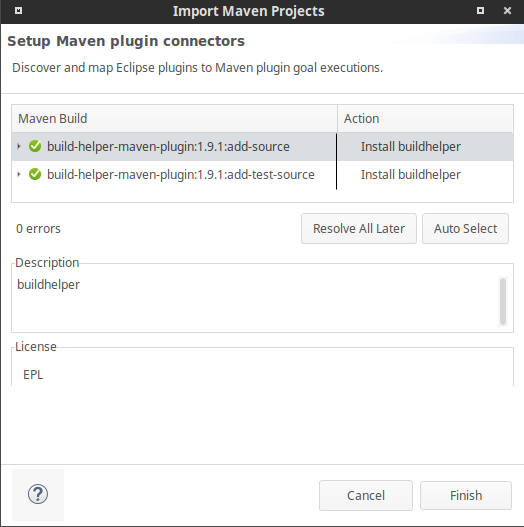 Import Maven Projects
Setup Maven plugin connectors
Discover and map Eclipse plugins to Maven plugin goal executions.
Maven Build Action
build-helper-maven-plugin:1.9.1:add-source Install buildhelper
build-helper-maven-plugin:1.9.1:add-test-source Install buildhelper
0 errors Resolve All Later Auto Select
Description
buildhelper
License
EPL
? Cancel Finish